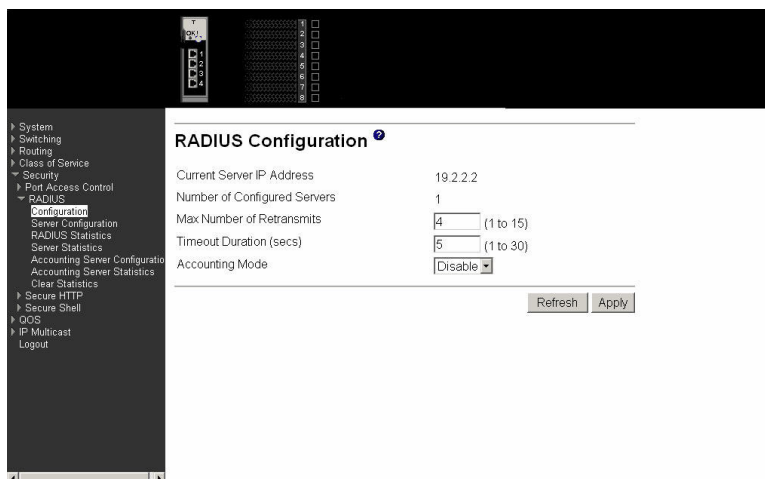 T
OK!
1
2
3
4
1
2
3
4
5
6
7
8
System
Switching
Routing
Class of Service
Security
Port Access Control
RADIUS
Configuration
Server Configuration
RADIUS Statistics
Server Statistics
Accounting Server Configuratio
Accounting Server Statistics
Clear Statistics
Secure HTTP
Secure Shell
QOS
IP Multicast
Logout
RADIUS Configuration ?
Current Server IP Address 19.2.2.2
Number of Configured Servers 1
Max Number of Retransmits 4 (1 to 15)
Timeout Duration (secs) 5 (1 to 30)
Accounting Mode Disable
Refresh Apply